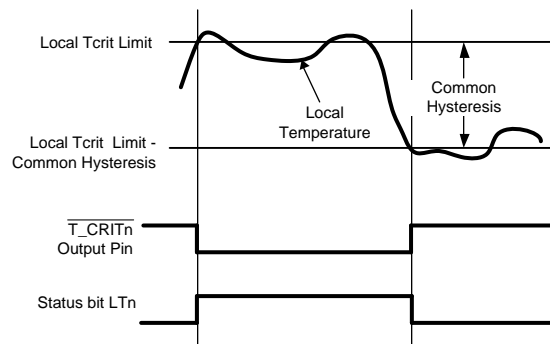 Local Tcrit Limit
Common
Hysteresis
Local
Temperature
Local Tcrit Limit -
Common Hysteresis
T_CRITn
Output Pin
Status bit LTn